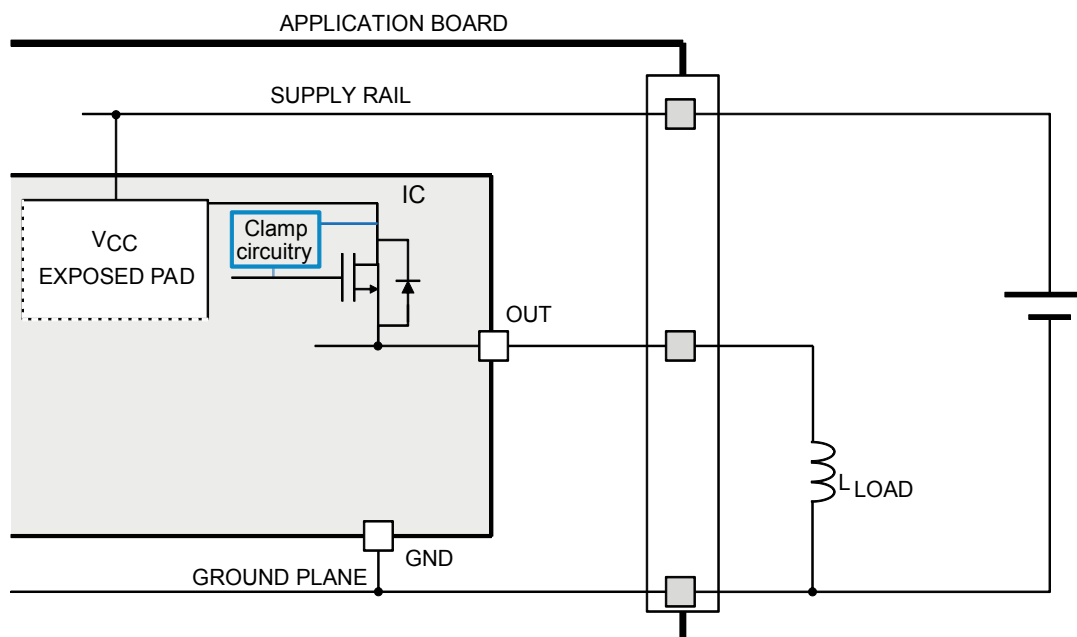 APPLICATION BOARD
SUPPLY RAIL
IC
Clamp
circuitry
VCC
EXPOSED PAD
OUT
LLOAD
GND
GROUND PLANE